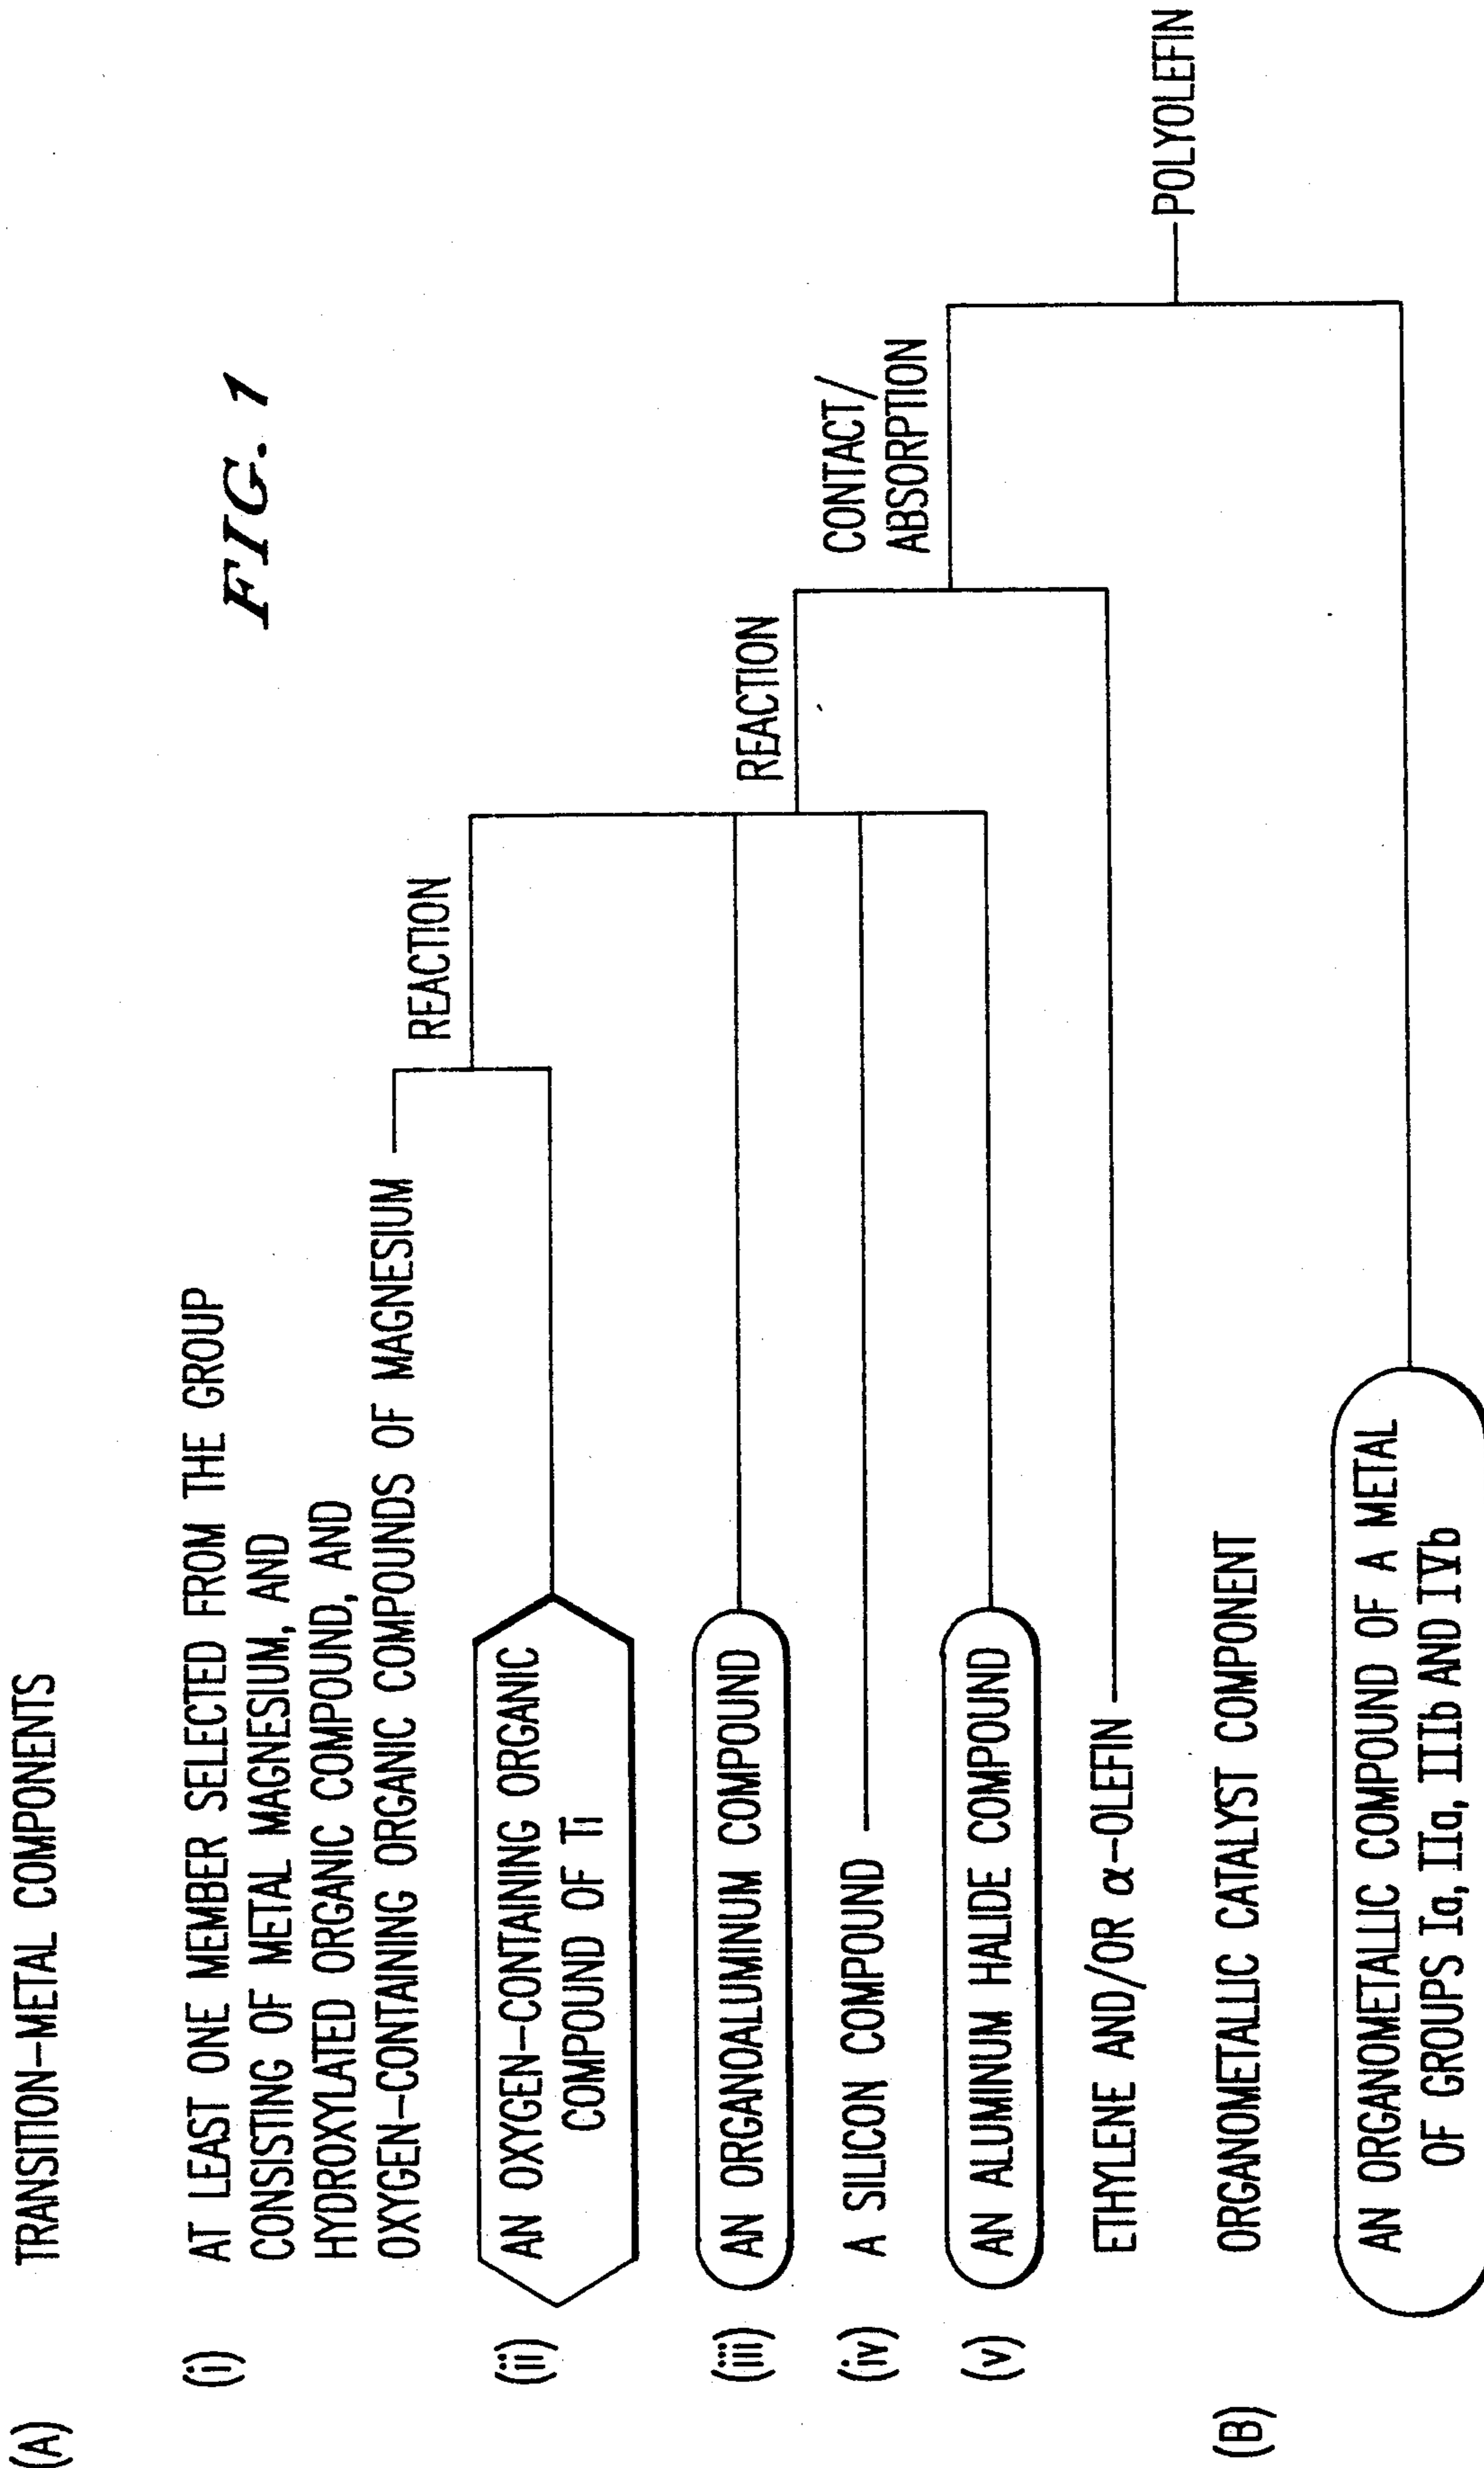 FIG. 1
(A) TRANSITION-METAL COMPONENTS
(i) AT LEAST ONE MEMBER SELECTED FROM THE GROUP
CONSISTING OF METAL MAGNESIUM, AND
HYDROXYLATED ORGANIC COMPOUND, AND
OXYGEN-CONTAINING ORGANIC COMPOUNDS OF MAGNESIUM
REACTION
(ii) AN OXYGEN-CONTAINING ORGANIC
COMPOUND OF Ti
REACTION
(iii) AN ORGANOALUMINUM COMPOUND
CONTACT/
ABSORPTION
(iv) A SILICON COMPOUND
(v) AN ALUMINUM HALIDE COMPOUND
ETHYLENE AND/OR α-OLEFIN
POLYOLEFIN
(B) ORGANOMETALLIC CATALYST COMPONENT
AN ORGANOMETALLIC COMPOUND OF A METAL
OF GROUPS Ia, IIa, IIIb AND IVb